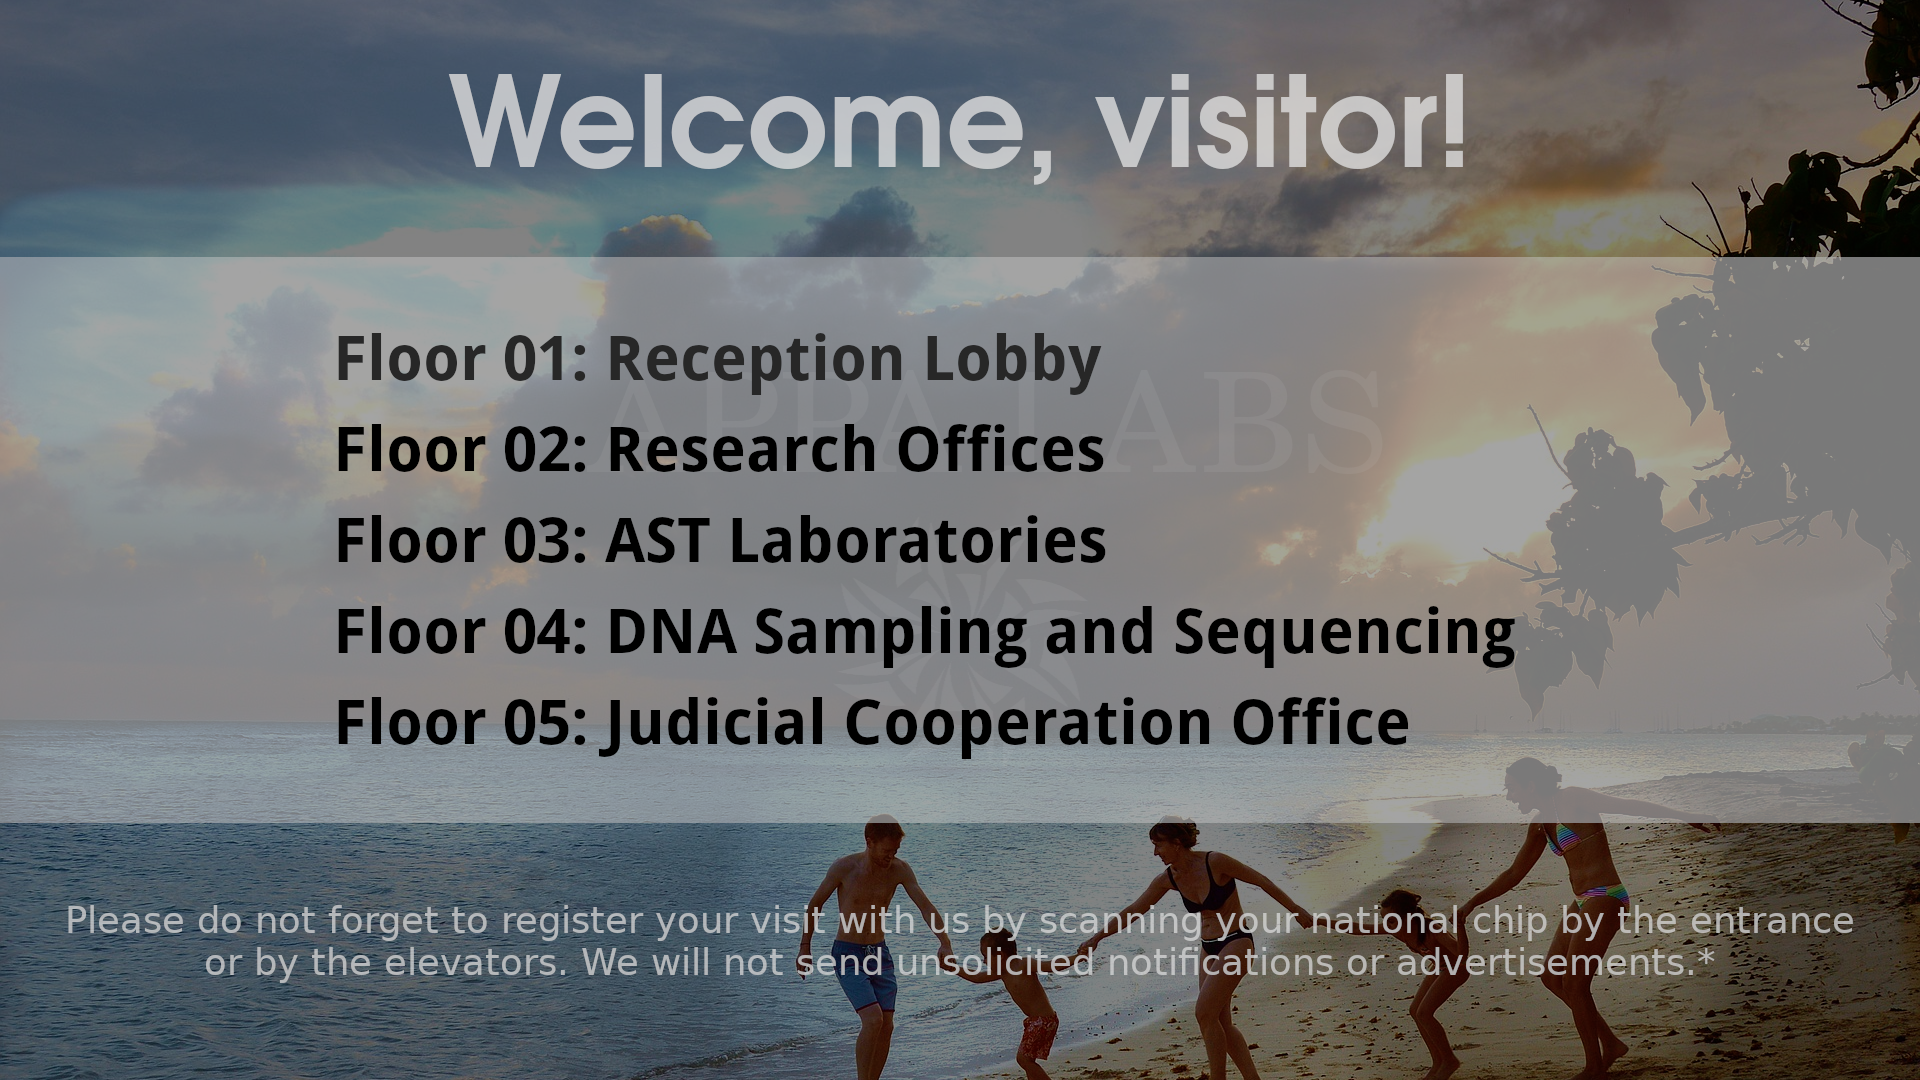 Welcome, visitor!
APPA LABS
Floor 01: Reception Lobby
Floor 02: Research Offices
Floor 03: AST Laboratories
Floor 04: DNA Sampling and Sequencing
Floor 05: Judicial Cooperation Office
Please do not forget to register your visit with us by scanning your national chip by the entrance
or by the elevators. We will not send unsolicited notifications or advertisements.*